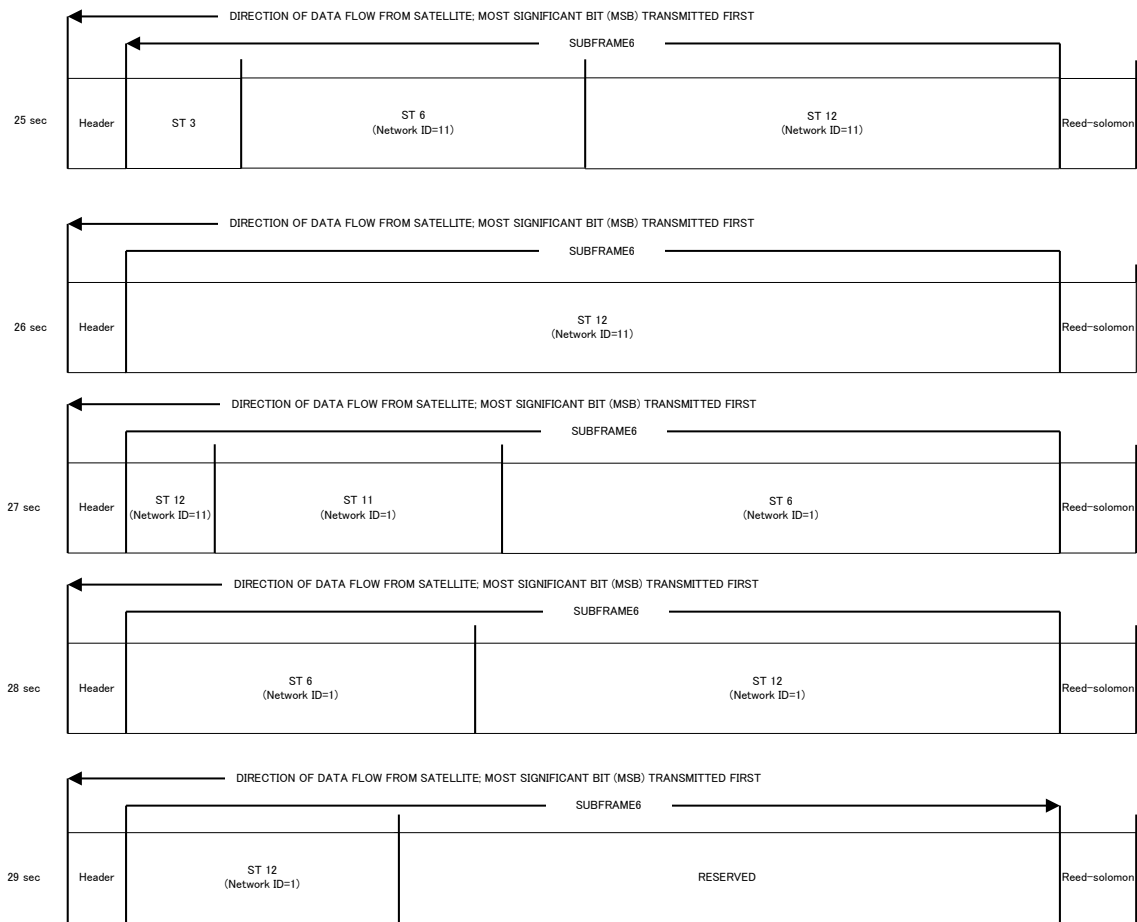 DIRECTION OF DATA FLOW FROM SATELLITE; MOST SIGNIFICANT BIT (MSB) TRANSMITTED FIRST
SUBFRAME6
25 sec
Header
ST 3
ST 6
(Network ID=11)
ST 12
(Network ID=11)
Reed-solomon
DIRECTION OF DATA FLOW FROM SATELLITE; MOST SIGNIFICANT BIT (MSB) TRANSMITTED FIRST
SUBFRAME6
26 sec
Header
ST 12
(Network ID=11)
Reed-solomon
DIRECTION OF DATA FLOW FROM SATELLITE; MOST SIGNIFICANT BIT (MSB) TRANSMITTED FIRST
SUBFRAME6
27 sec
Header
ST 12
(Network ID=11)
ST 11
(Network ID=1)
ST 6
(Network ID=1)
Reed-solomon
DIRECTION OF DATA FLOW FROM SATELLITE; MOST SIGNIFICANT BIT (MSB) TRANSMITTED FIRST
SUBFRAME6
28 sec
Header
ST 6
(Network ID=1)
ST 12
(Network ID=1)
Reed-solomon
DIRECTION OF DATA FLOW FROM SATELLITE; MOST SIGNIFICANT BIT (MSB) TRANSMITTED FIRST
SUBFRAME6
29 sec
Header
ST 12
(Network ID=1)
RESERVED
Reed-solomon